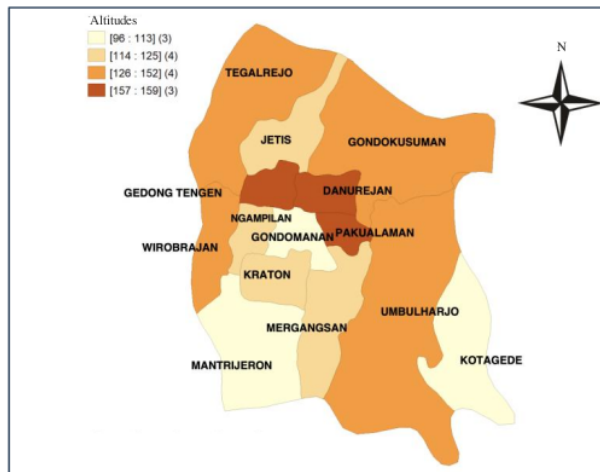 Altitudes
[96 : 113] (3)
[114 : 125] (4)
[126 : 152] (4)
[157 : 159] (3)
N
TEGALREJO
JETIS
GONDOKUSUMAN
GEDONG TENGEN
DANUREJAN
NGAMPILAN
GONDOMANAN
PAKUALAMAN
WIROBRAJAN
KRATON
UMBULHARJO
MERGANGSAN
MANTRIJERON
KOTAGEDE